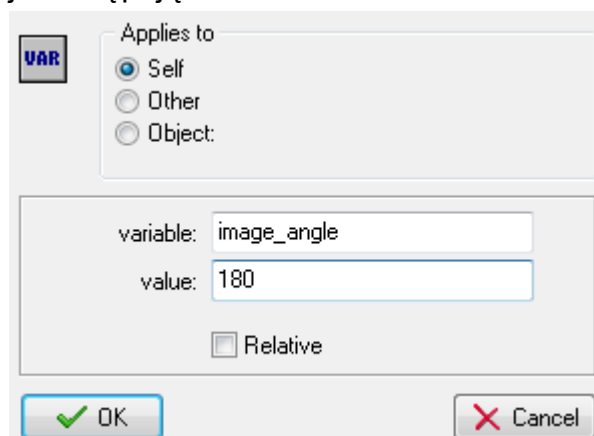 VAR
Applies to
Self
Other
Object:
variable: image_angle
value: 180
Relative
OK
Cancel